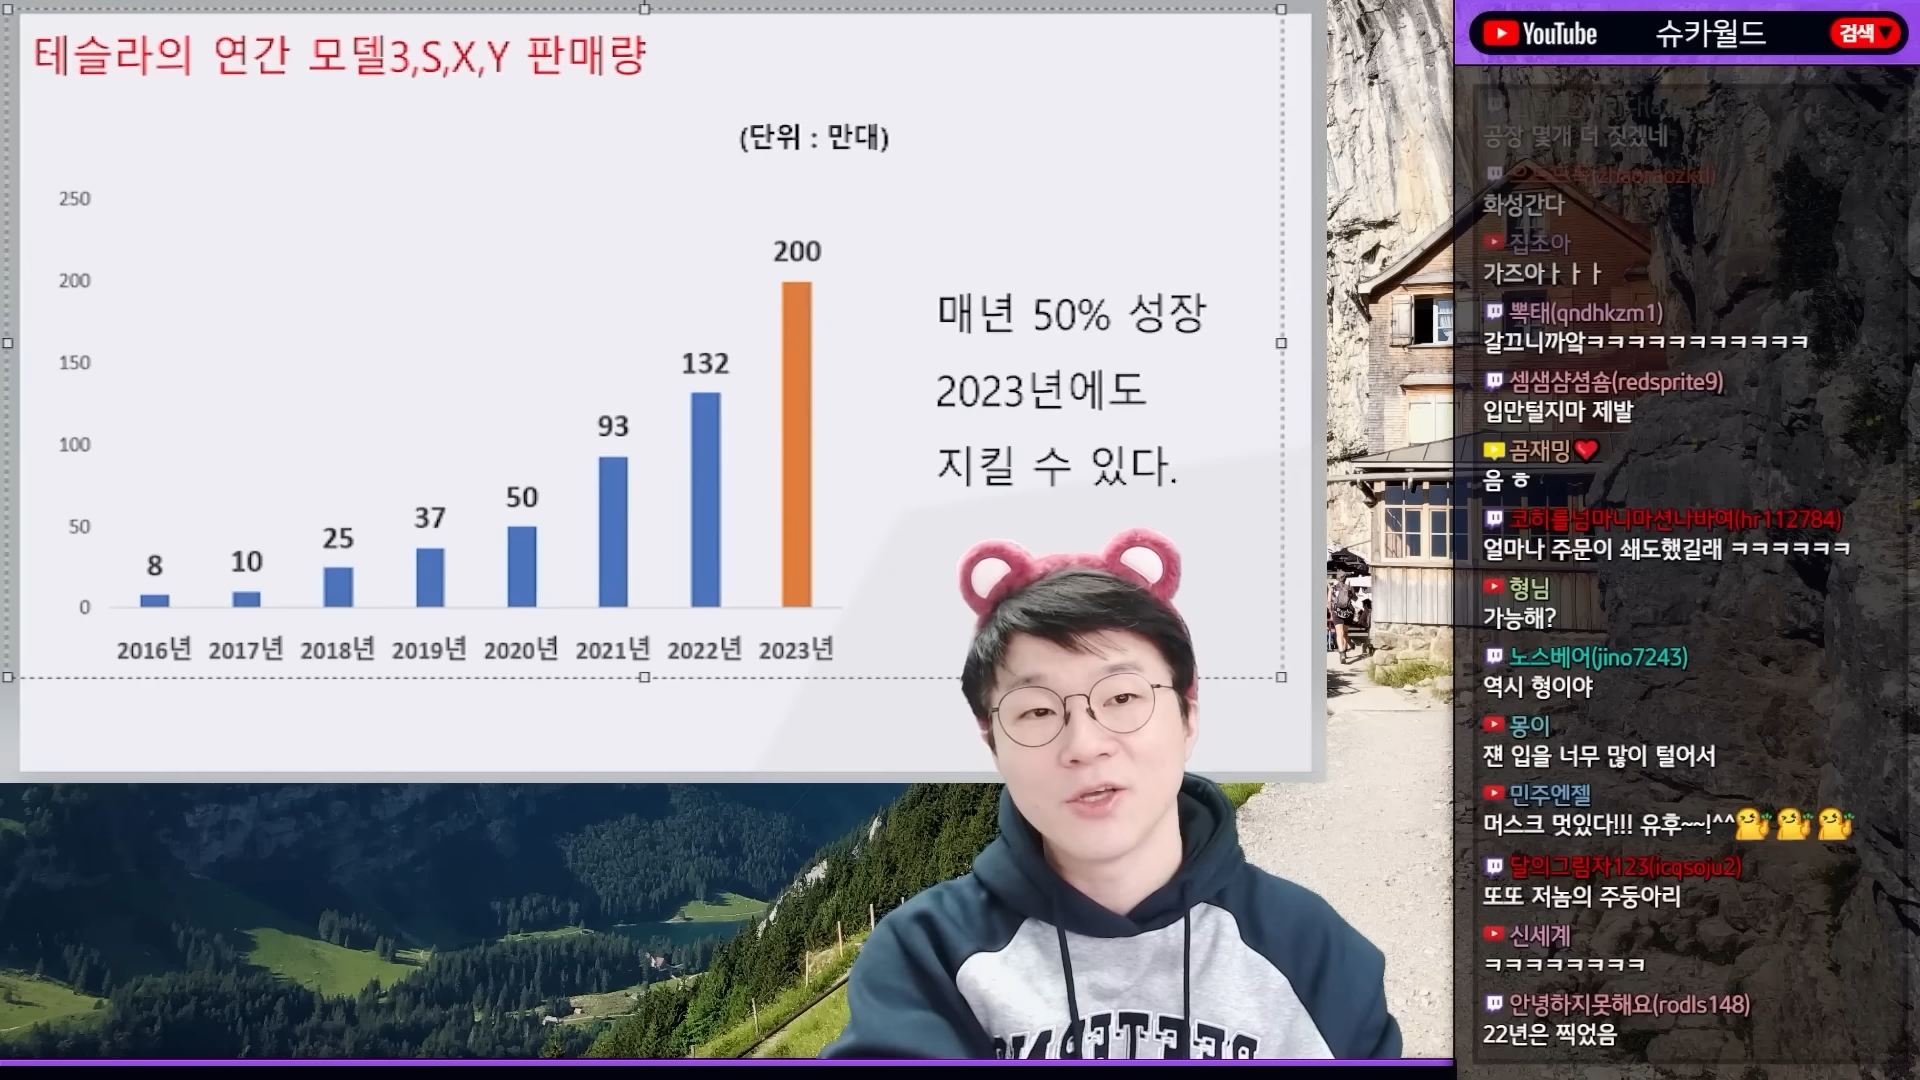 테슬라의 연간 모델3,S,X,Y 판매량
(단위 : 만대)
250
200
150
100
50
0
8
10
25
37
50
93
132
200
2016년
2017년
2018년
2019년
2020년
2021년
2022년
2023년
매년 50% 성장
2023년에도
지킬 수 있다.
YouTube
슈카월드
검색▼
공장 몇개 더 짓겠네
화성간다
집조아
가즈아ㅏㅏㅏ
뽁태(qndhkzm1)
갈끄니까앜ㅋㅋㅋㅋㅋㅋㅋㅋㅋㅋㅋ
셈샘샴셤숌(redsprite9)
입만털지마 제발
곰재밍❤
음 ㅎ
코히를넘마니마션나바여(hr112784)
얼마나 주문이 쇄도했길래 ㅋㅋㅋㅋㅋㅋ
형님
가능해?
노스베어(jino7243)
역시 형이야
몽이
쟨 입을 너무 많이 털어서
민주엔젤
머스크 멋있다!!! 유후~~!^^
달의그림자123(icqsoju2)
또또 저놈의 주둥아리
신세계
ㅋㅋㅋㅋㅋㅋㅋㅋ
안녕하지못해요(rodls148)
22년은 찍었음